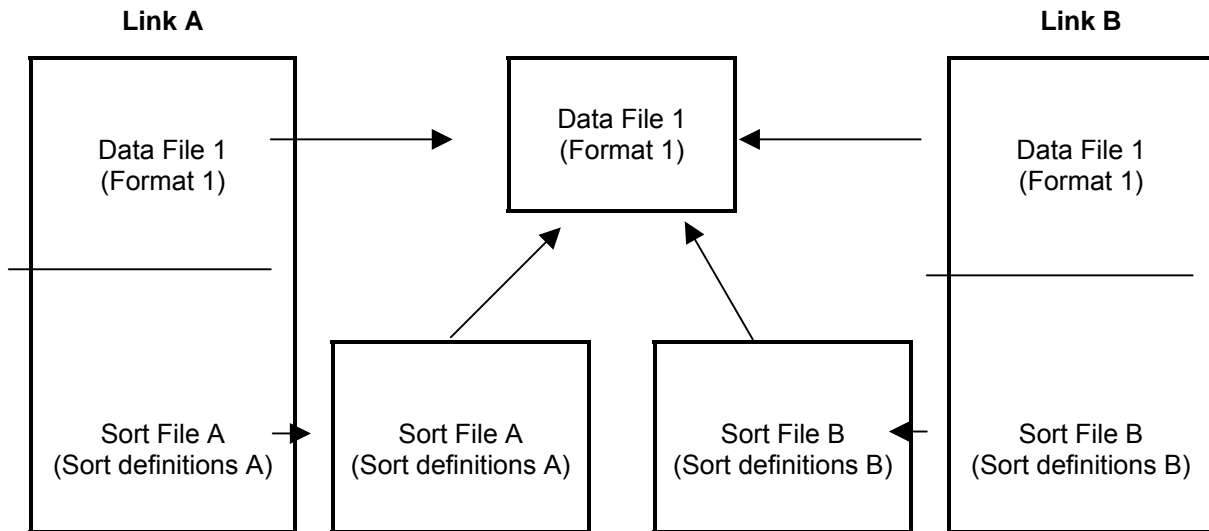 Link A
Link B
Data File 1
(Format 1)
Data File 1
(Format 1)
Data File 1
(Format 1)
Sort File A
(Sort definitions A)
Sort File A
(Sort definitions A)
Sort File B
(Sort definitions B)
Sort File B
(Sort definitions B)